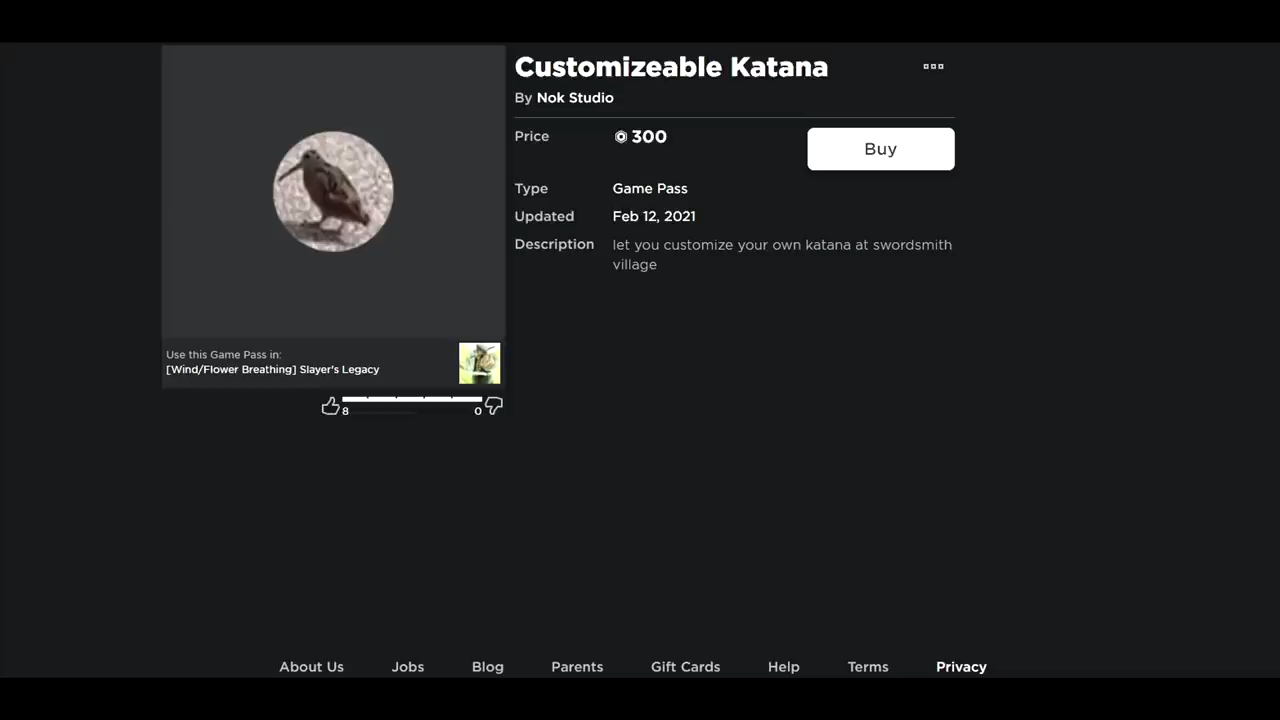 Customizeable Katana
By Nok Studio
Price 300
Buy
Type Game Pass
Updated Feb 12, 2021
Description let you customize your own katana at swordsmith
village
Use this Game Pass in:
[Wind/Flower Breathing] Slayer's Legacy
8 0
About Us Jobs Blog Parents Gift Cards Help Terms Privacy